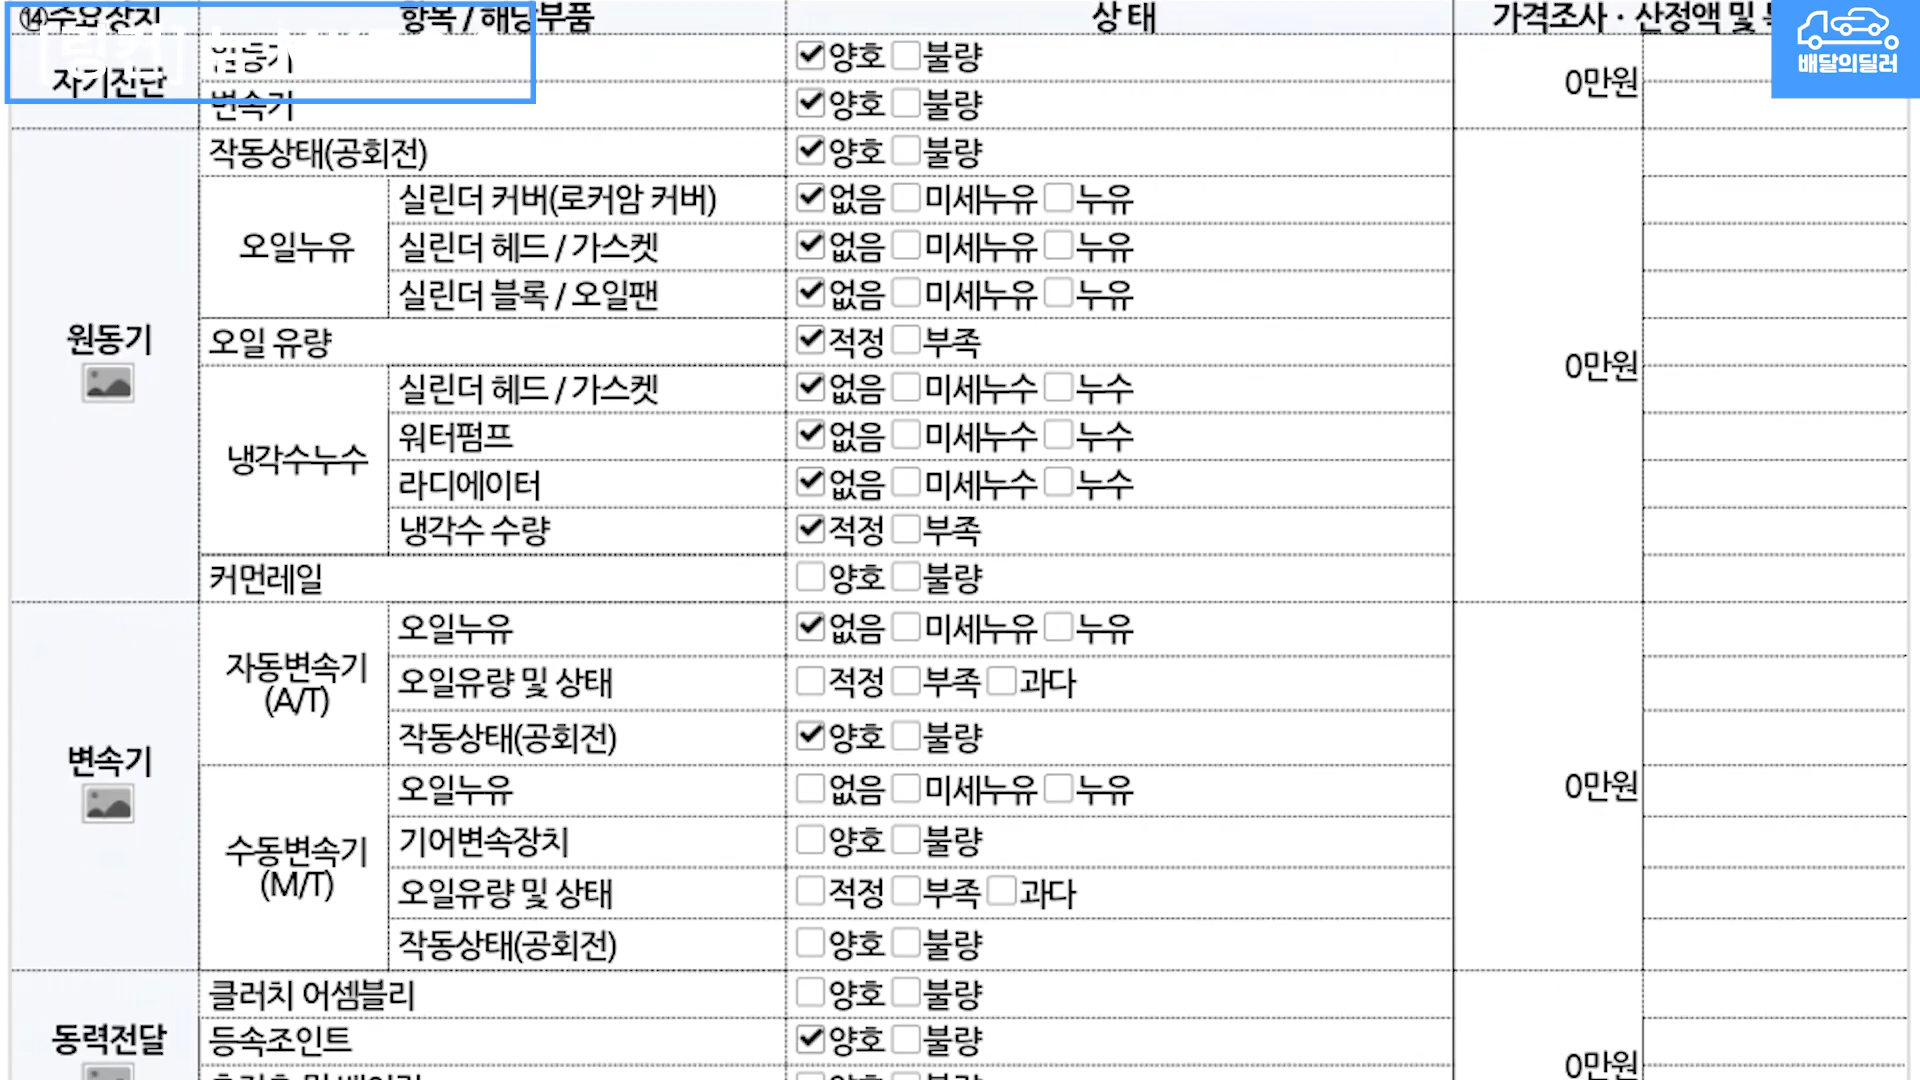 ⑭주요장치 항목 / 해당부품 상 태 가격조사 · 산정액 및
배달의딜러
자기진단 원동기 양호 불량 0만원
변속기 양호 불량
원동기 작동상태(공회전) 양호 불량 0만원
오일누유 실린더 커버(로커암 커버) 없음 미세누유 누유
실린더 헤드 / 가스켓 없음 미세누유 누유
실린더 블록 / 오일팬 없음 미세누유 누유
오일 유량 적정 부족
냉각수누수 실린더 헤드 / 가스켓 없음 미세누수 누수
워터펌프 없음 미세누수 누수
라디에이터 없음 미세누수 누수
냉각수 수량 적정 부족
커먼레일 양호 불량
변속기 자동변속기 (A/T) 오일누유 없음 미세누유 누유 0만원
오일유량 및 상태 적정 부족 과다
작동상태(공회전) 양호 불량
수동변속기 (M/T) 오일누유 없음 미세누유 누유
기어변속장치 양호 불량
오일유량 및 상태 적정 부족 과다
작동상태(공회전) 양호 불량
동력전달 클러치 어셈블리 양호 불량 0만원
등속조인트 양호 불량
양호 불량